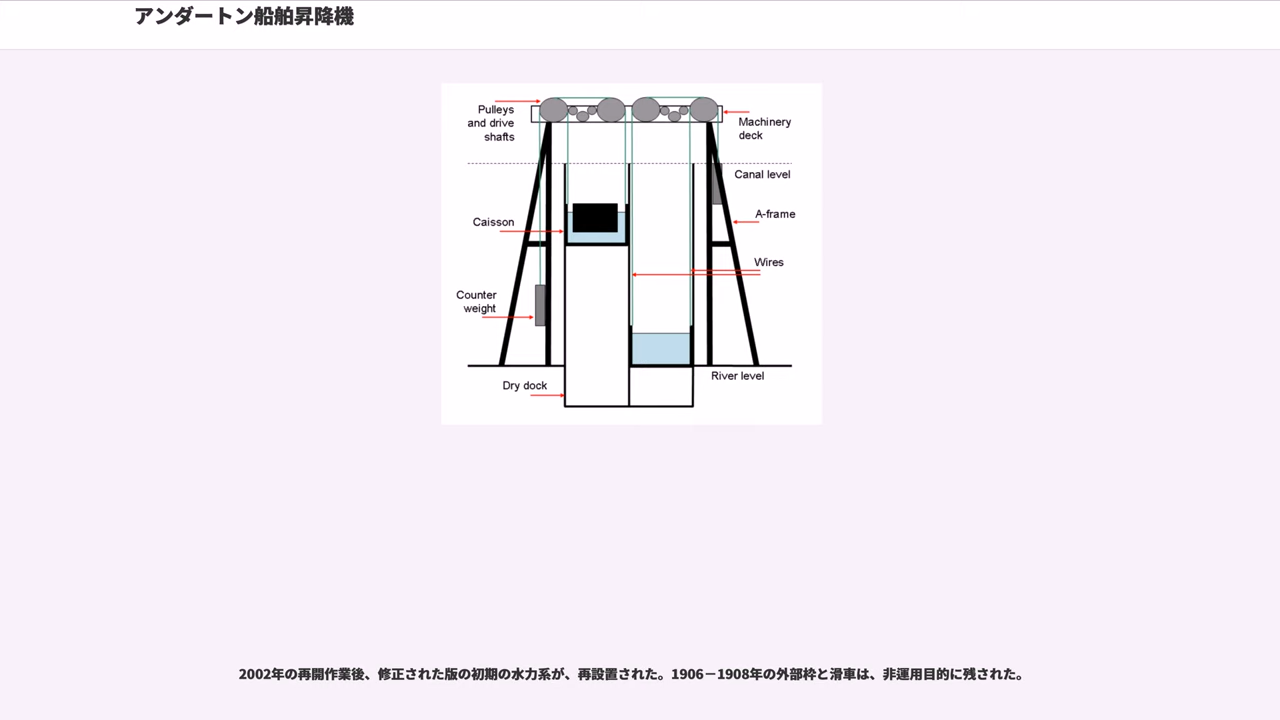 アンダートン船舶昇降機
Pulleys
and drive
shafts
Machinery
deck
Canal level
A-frame
Caisson
Wires
Counter
weight
River level
Dry dock
2002年の再開作業後、修正された版の初期の水力系が、再設置された。1906－1908年の外部枠と滑車は、非運用目的に残された。